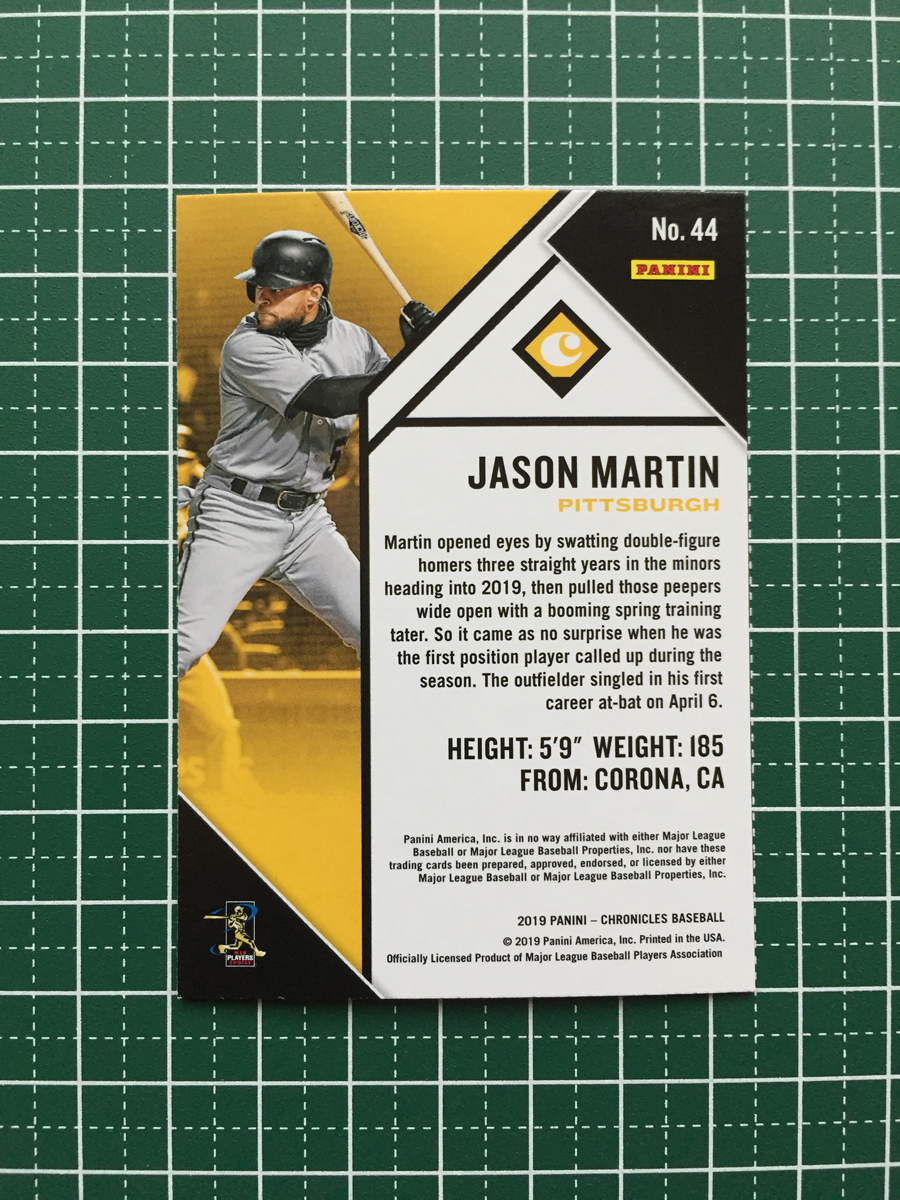 No. 44
PANINI
C
JASON MARTIN
PITTSBURGH
Martin opened eyes by swatting double-figure
homers three straight years in the minors
heading into 2019, then pulled those peepers
wide open with a booming spring training
tater. So it came as no surprise when he was
the first position player called up during the
season. The outfielder singled in his first
career at-bat on April 6.
HEIGHT: 5'9" WEIGHT: 185
FROM: CORONA, CA
Panini America, Inc. is in no way affiliated with either Major League
Baseball or Major League Baseball Properties, Inc. nor have these
trading cards been prepared, approved, endorsed, or licensed by either
Major League Baseball or Major League Baseball Properties, Inc.
2019 PANINI – CHRONICLES BASEBALL
© 2019 Panini America, Inc. Printed in the USA.
Officially Licensed Product of Major League Baseball Players Association
PLAYERS
CHOICE
5